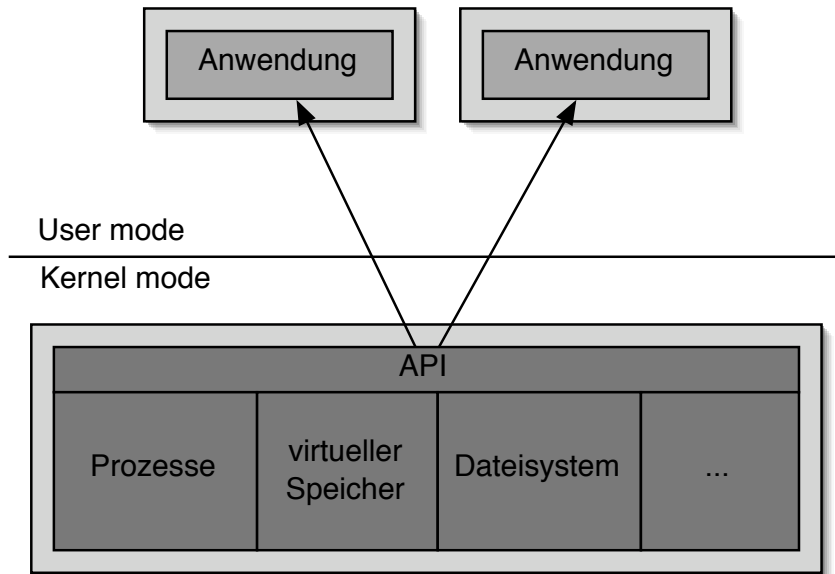 Anwendung
Anwendung
User mode
Kernel mode
API
Prozesse
virtueller
Speicher
Dateisystem
...